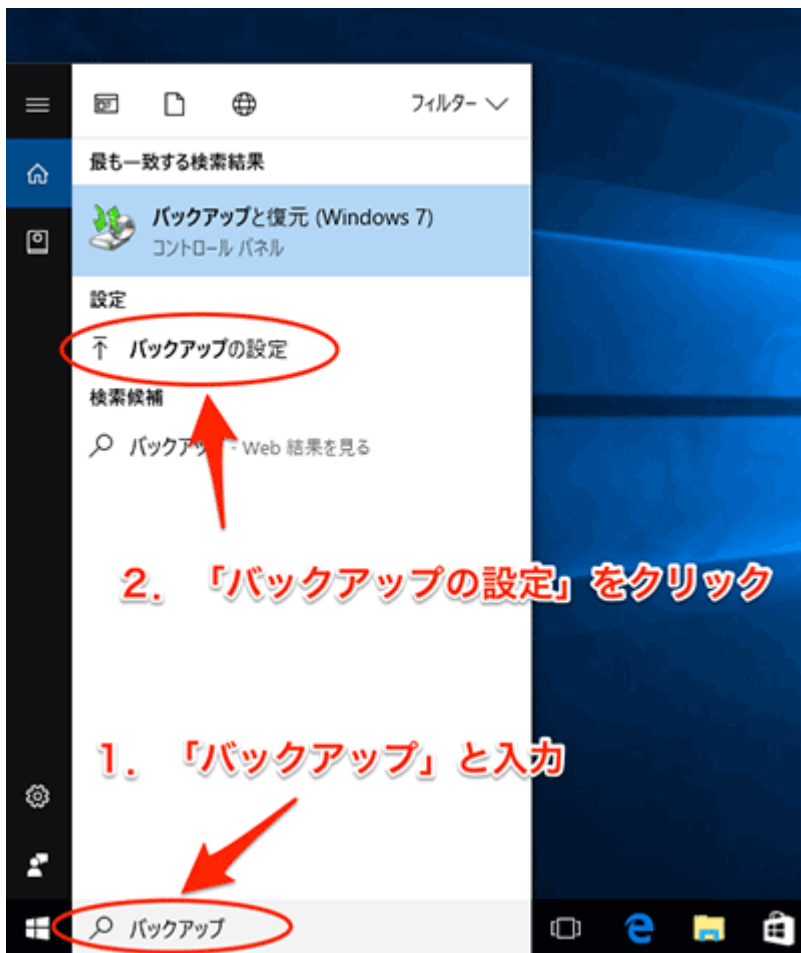 フィルター
最も一致する検索結果
バックアップと復元 (Windows 7)
コントロール パネル
設定
バックアップの設定
検索候補
バックアップ - Web 結果を見る
2. 「バックアップの設定」をクリック
1. 「バックアップ」と入力
バックアップ